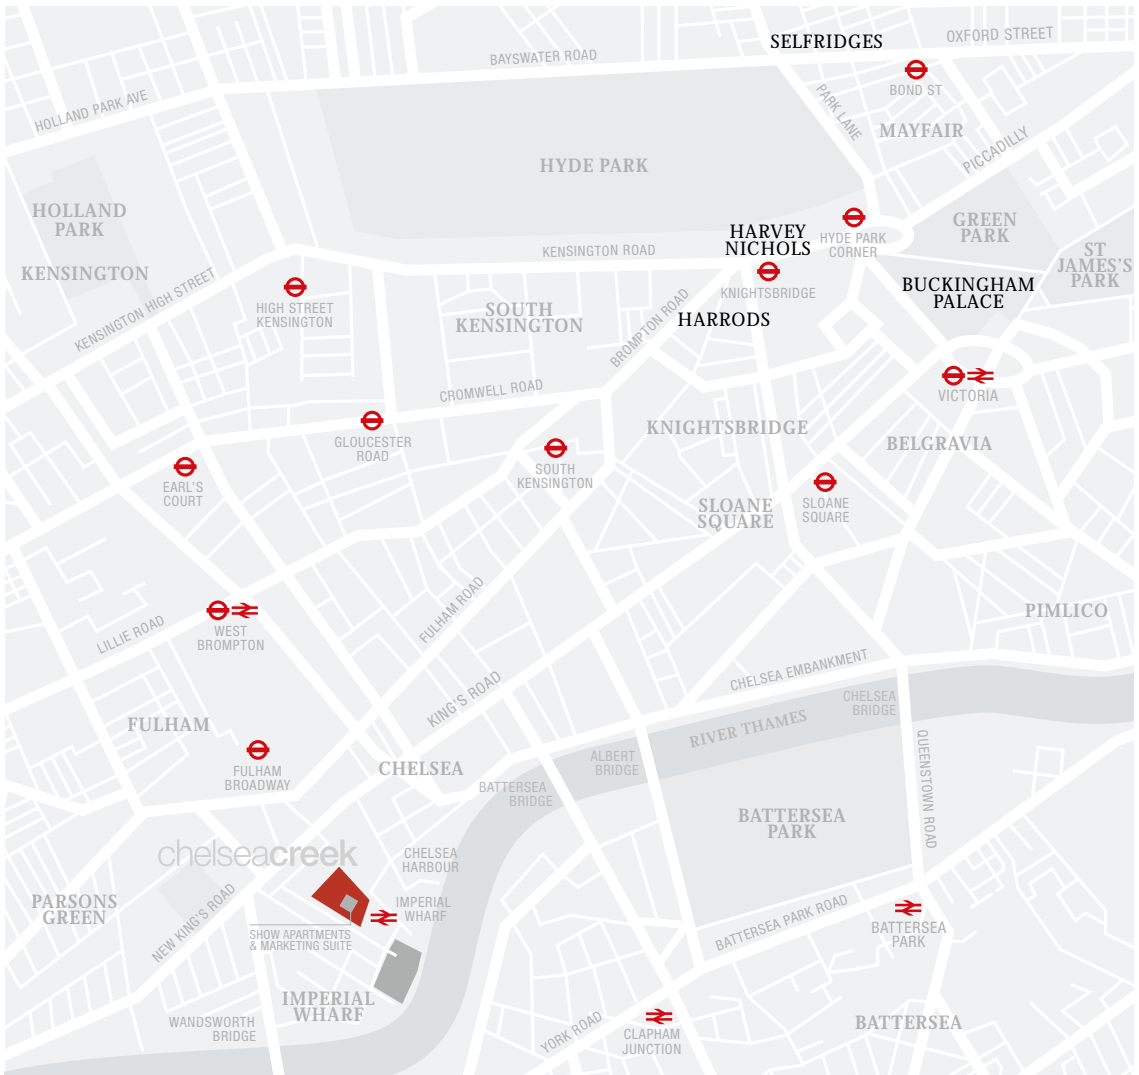 SELFRIDGES
OXFORD STREET
BAYSWATER ROAD
BOND ST
HOLLAND PARK AVE
PARK LANE
MAYFAIR
PICCADILLY
HYDE PARK
HOLLAND
PARK
GREEN
PARK
HARVEY
NICHOLS
HYDE PARK
CORNER
KENSINGTON ROAD
ST
JAMES'S
PARK
KENSINGTON
KENSINGTON HIGH STREET
HIGH STREET
KENSINGTON
KNIGHTSBRIDGE
BUCKINGHAM
PALACE
SOUTH
KENSINGTON
HARRODS
BROMPTON ROAD
CROMWELL ROAD
VICTORIA
KNIGHTSBRIDGE
BELGRAVIA
GLOUCESTER
ROAD
EARL'S
COURT
SOUTH
KENSINGTON
SLOANE
SQUARE
SLOANE
SQUARE
FULHAM ROAD
PIMLICO
LILLIE ROAD
WEST
BROMPTON
KING'S ROAD
CHELSEA EMBANKMENT
CHELSEA
BRIDGE
RIVER THAMES
FULHAM
FULHAM
BROADWAY
CHELSEA
ALBERT
BRIDGE
BATTERSEA
BRIDGE
QUEENSTOWN ROAD
BATTERSEA
PARK
chelseacreek
CHELSEA
HARBOUR
PARSONS
GREEN
NEW KING'S ROAD
IMPERIAL
WHARF
SHOW APARTMENTS
& MARKETING SUITE
BATTERSEA PARK ROAD
BATTERSEA
PARK
IMPERIAL
WHARF
WANDSWORTH
BRIDGE
YORK ROAD
CLAPHAM
JUNCTION
BATTERSEA